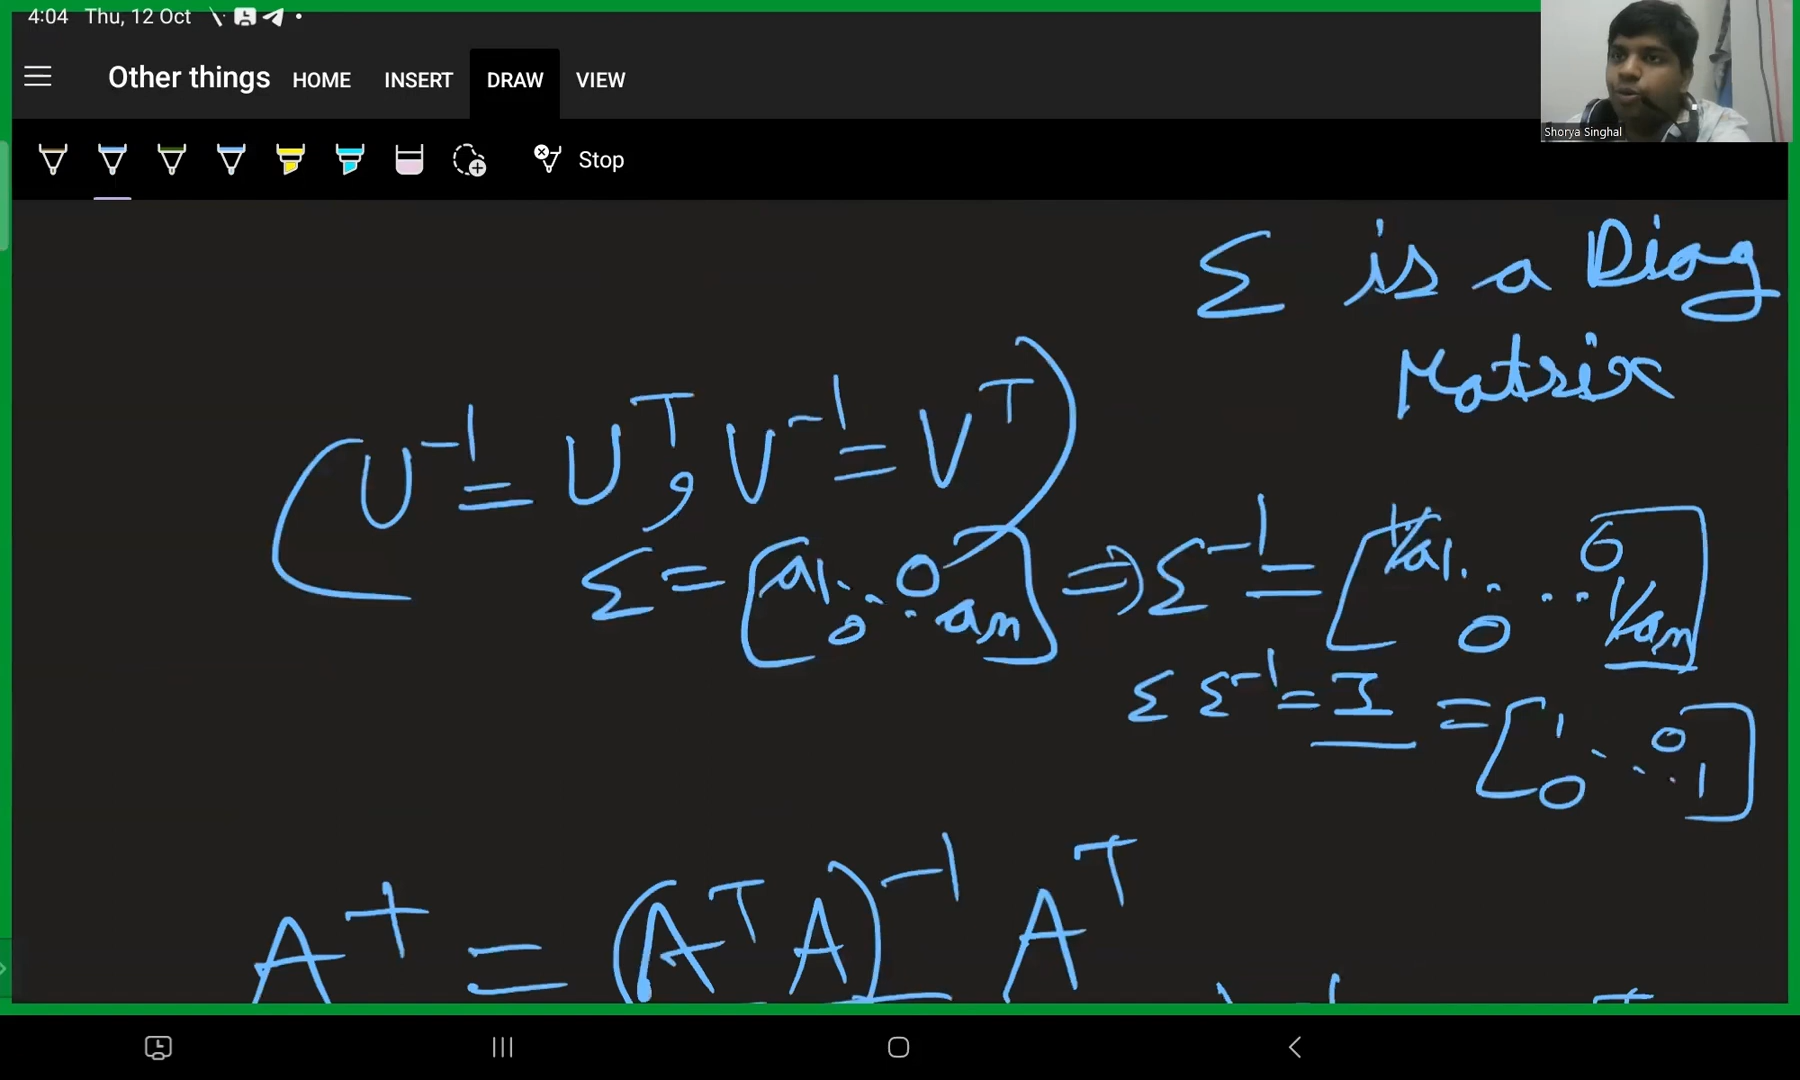 4:04 Thu, 12 Oct
Other things HOME INSERT DRAW VIEW
Shorya Singhal
Stop
Σ is a Diag
Matrix
(U⁻¹ = Uᵀ, V⁻¹ = Vᵀ)
Σ = [a1 ⋱ 0 0 ⋱ an] ⇒ Σ⁻¹ = [1/a1 ⋱ 0 0 ⋱ 1/an]
Σ Σ⁻¹ = I = [1 ⋱ 0 0 ⋱ 1]
A⁺ = (Aᵀ A)⁻¹ Aᵀ